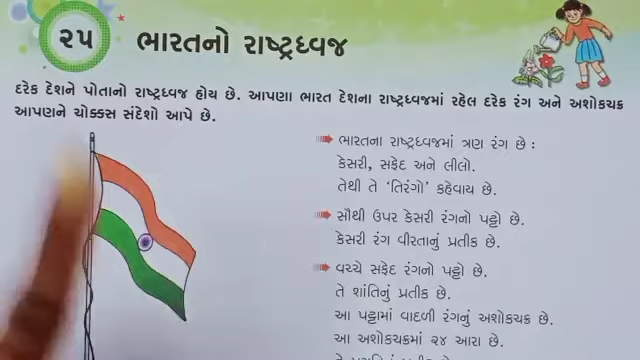 ૨૫ ભારતનો રાષ્ટ્રધ્વજ
દરેક દેશને પોતાનો રાષ્ટ્રધ્વજ હોય છે. આપણા ભારત દેશના રાષ્ટ્રધ્વજમાં રહેલ દરેક રંગ અને અશોકચક્ર
આપણને ચોક્કસ સંદેશો આપે છે.
ભારતના રાષ્ટ્રધ્વજમાં ત્રણ રંગ છે :
કેસરી, સફેદ અને લીલો.
તેથી તે ‘તિરંગો’ કહેવાય છે.
સૌથી ઉપર કેસરી રંગનો પટ્ટો છે.
કેસરી રંગ વીરતાનું પ્રતીક છે.
વચ્ચે સફેદ રંગનો પટ્ટો છે.
તે શાંતિનું પ્રતીક છે.
આ પટ્ટામાં વાદળી રંગનું અશોકચક્ર છે.
આ અશોકચક્રમાં ૨૪ આરા છે.